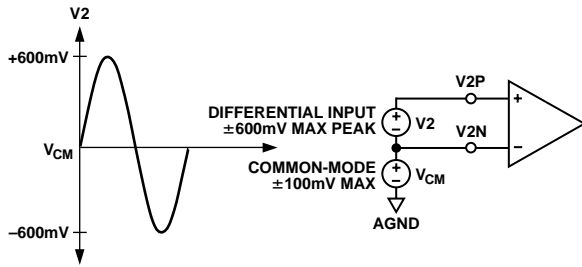 V2
+600mV
V2P
DIFFERENTIAL INPUT
±600mV MAX PEAK
+
−
V2
+
−
VCM
V2N
COMMON-MODE
±100mV MAX
+
−
VCM
AGND
−600mV